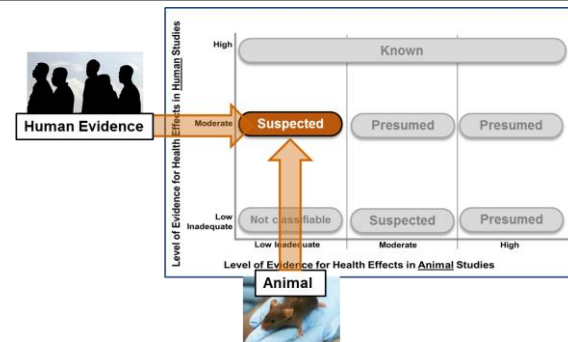 High
Known
Human Evidence
Moderate
Suspected
Presumed
Presumed
Level of Evidence for Health Effects in Human Studies
Low
Inadequate
Not classifiable
Suspected
Presumed
Low Inadequate
Moderate
High
Level of Evidence for Health Effects in Animal Studies
Animal